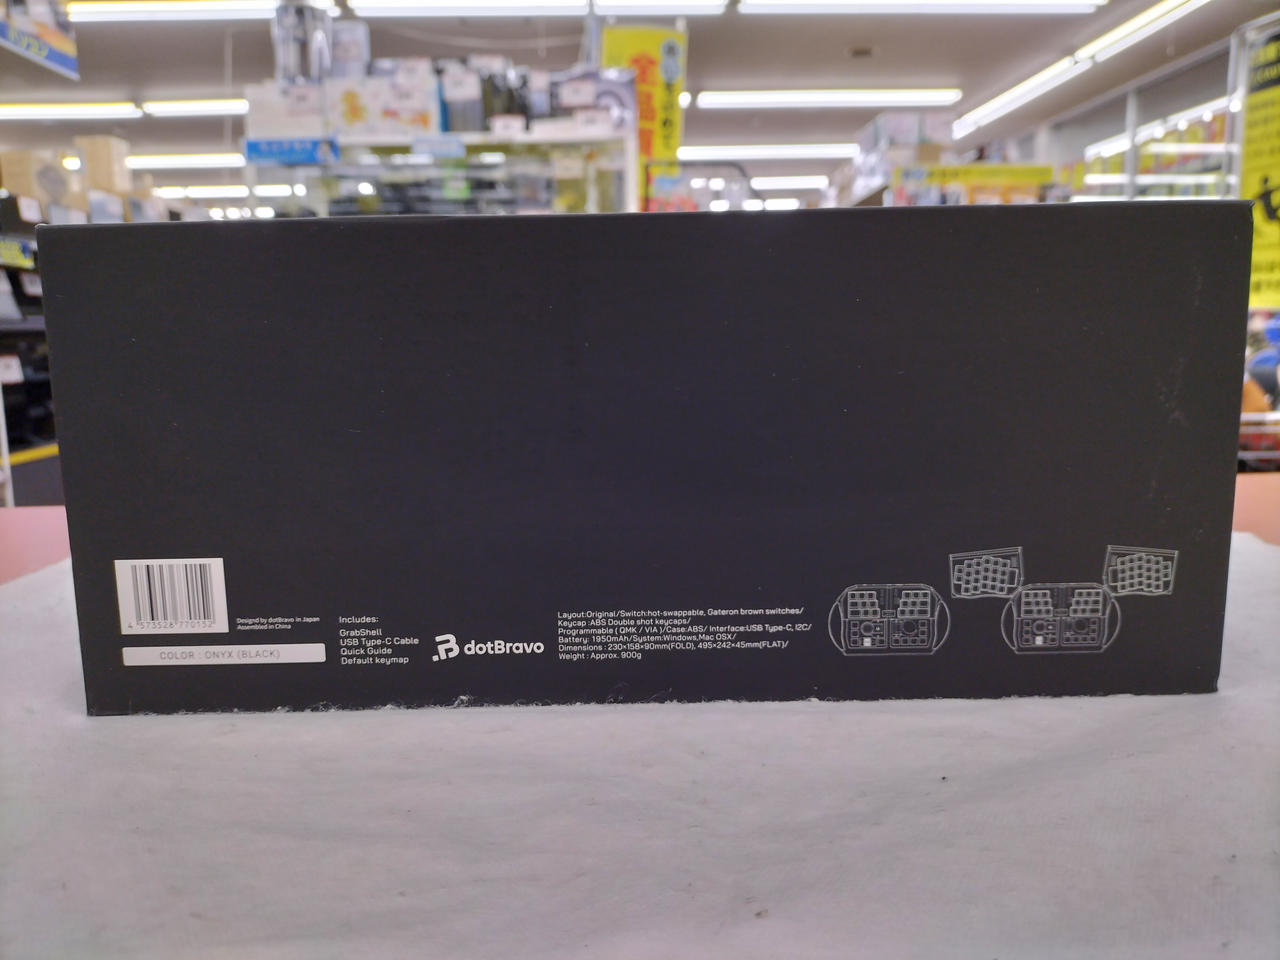 全品
4 573528 770152
Designd by dotBravo in Japan
Assembled in China
COLOR : ONYX (BLACK)
Includes:
GrabShell
USB Type-C Cable
Quick Guide
Default keymap
dotBravo
Layout:Original/Switch:hot-swappable, Gateron brown switches/
Keycap :ABS Double shot keycaps/
Programmable ( QMK / VIA )/Case:ABS/ Interface:USB Type-C, I2C/
Battery: 1950mAh/System:Windows,Mac OSX/
Dimensions : 230×158×90mm(FOLD), 495×242×45mm(FLAT)/
Weight : Approx. 900g